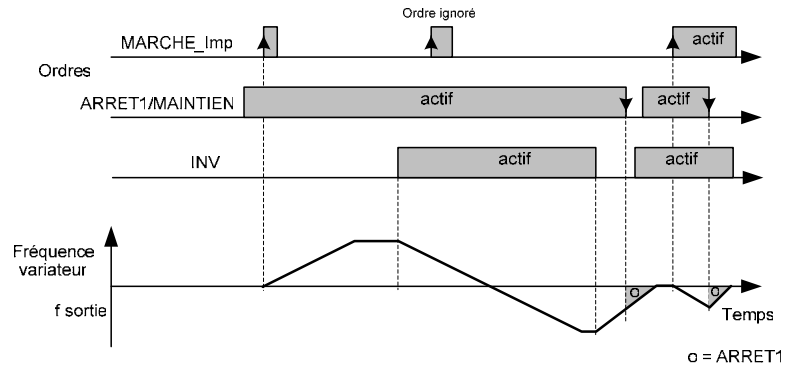 Ordre ignoré
MARCHE_Imp
actif
Ordres
ARRET1/MAINTIEN
actif
actif
INV
actif
actif
Fréquence
variateur
f sortie
o
o
Temps
o = ARRET1